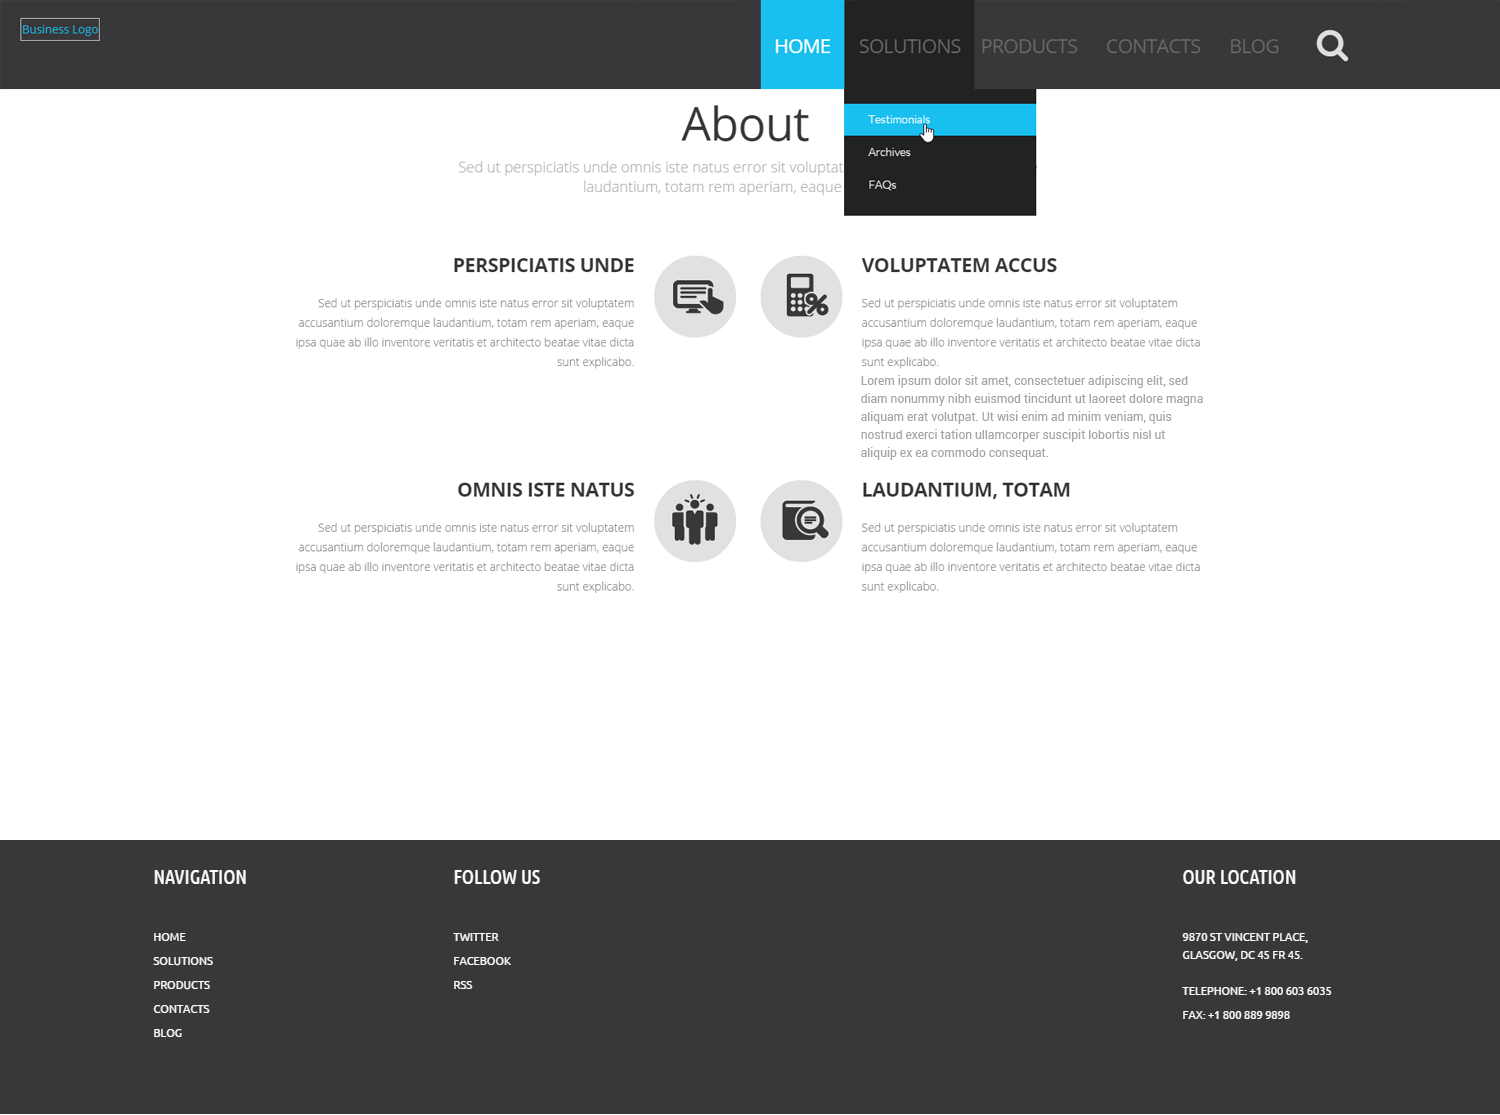 Business Logo
HOME
SOLUTIONS
PRODUCTS
CONTACTS
BLOG
Testimonials
Archives
FAQs
About
Sed ut perspiciatis unde omnis iste natus error sit voluptat
laudantium, totam rem aperiam, eaque
PERSPICIATIS UNDE
Sed ut perspiciatis unde omnis iste natus error sit voluptatem
accusantium doloremque laudantium, totam rem aperiam, eaque
ipsa quae ab illo inventore veritatis et architecto beatae vitae dicta
sunt explicabo.
VOLUPTATEM ACCUS
Sed ut perspiciatis unde omnis iste natus error sit voluptatem
accusantium doloremque laudantium, totam rem aperiam, eaque
ipsa quae ab illo inventore veritatis et architecto beatae vitae dicta
sunt explicabo.
Lorem ipsum dolor sit amet, consectetuer adipiscing elit, sed
diam nonummy nibh euismod tincidunt ut laoreet dolore magna
aliquam erat volutpat. Ut wisi enim ad minim veniam, quis
nostrud exerci tation ullamcorper suscipit lobortis nisl ut
aliquip ex ea commodo consequat.
OMNIS ISTE NATUS
Sed ut perspiciatis unde omnis iste natus error sit voluptatem
accusantium doloremque laudantium, totam rem aperiam, eaque
ipsa quae ab illo inventore veritatis et architecto beatae vitae dicta
sunt explicabo.
LAUDANTIUM, TOTAM
Sed ut perspiciatis unde omnis iste natus error sit voluptatem
accusantium doloremque laudantium, totam rem aperiam, eaque
ipsa quae ab illo inventore veritatis et architecto beatae vitae dicta
sunt explicabo.
NAVIGATION
HOME
SOLUTIONS
PRODUCTS
CONTACTS
BLOG
FOLLOW US
TWITTER
FACEBOOK
RSS
OUR LOCATION
9870 ST VINCENT PLACE,
GLASGOW, DC 45 FR 45.
TELEPHONE: +1 800 603 6035
FAX: +1 800 889 9898